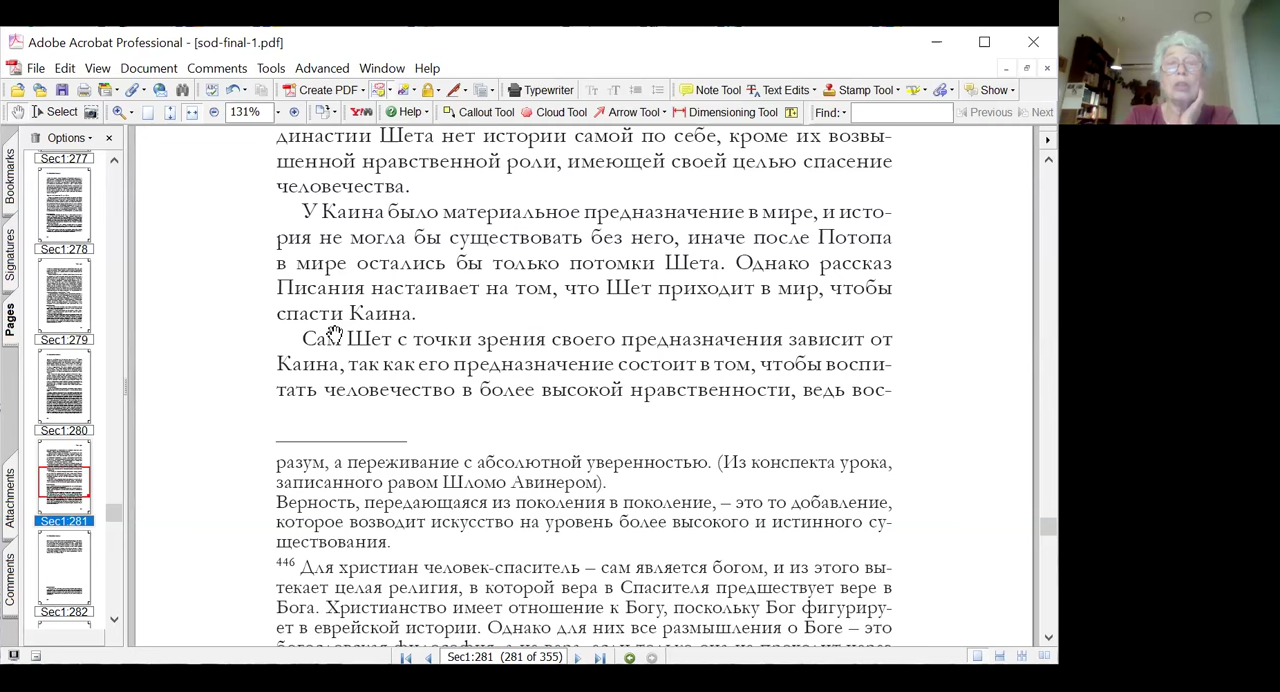 Adobe Acrobat Professional - [sod-final-1.pdf]
File Edit View Document Comments Tools Advanced Window Help
Create PDF Typewriter Note Tool Text Edits Stamp Tool Show
Select 131% Help Callout Tool Cloud Tool Arrow Tool Dimensioning Tool Find: Previous Next
Options
Bookmarks
Signatures
Pages
Attachments
Comments
Sec1:277
Sec1:278
Sec1:279
Sec1:280
Sec1:281
Sec1:282
династии Шета нет истории самой по себе, кроме их возвы-
шенной нравственной роли, имеющей своей целью спасение
человечества.
У Каина было материальное предназначение в мире, и исто-
рия не могла бы существовать без него, иначе после Потопа
в мире остались бы только потомки Шета. Однако рассказ
Писания настаивает на том, что Шет приходит в мир, чтобы
спасти Каина.
Сам Шет с точки зрения своего предназначения зависит от
Каина, так как его предназначение состоит в том, чтобы воспи-
тать человечество в более высокой нравственности, ведь вос-
разум, а переживание с абсолютной уверенностью. (Из конспекта урока,
записанного равом Шломо Авинером).
Верность, передающаяся из поколения в поколение, – это то добавление,
которое возводит искусство на уровень более высокого и истинного су-
ществования.
446 Для христиан человек-спаситель – сам является богом, и из этого вы-
текает целая религия, в которой вера в Спасителя предшествует вере в
Бога. Христианство имеет отношение к Богу, поскольку Бог фигуриру-
ет в еврейской истории. Однако для них все размышления о Боге – это
Sec1:281 (281 of 355)